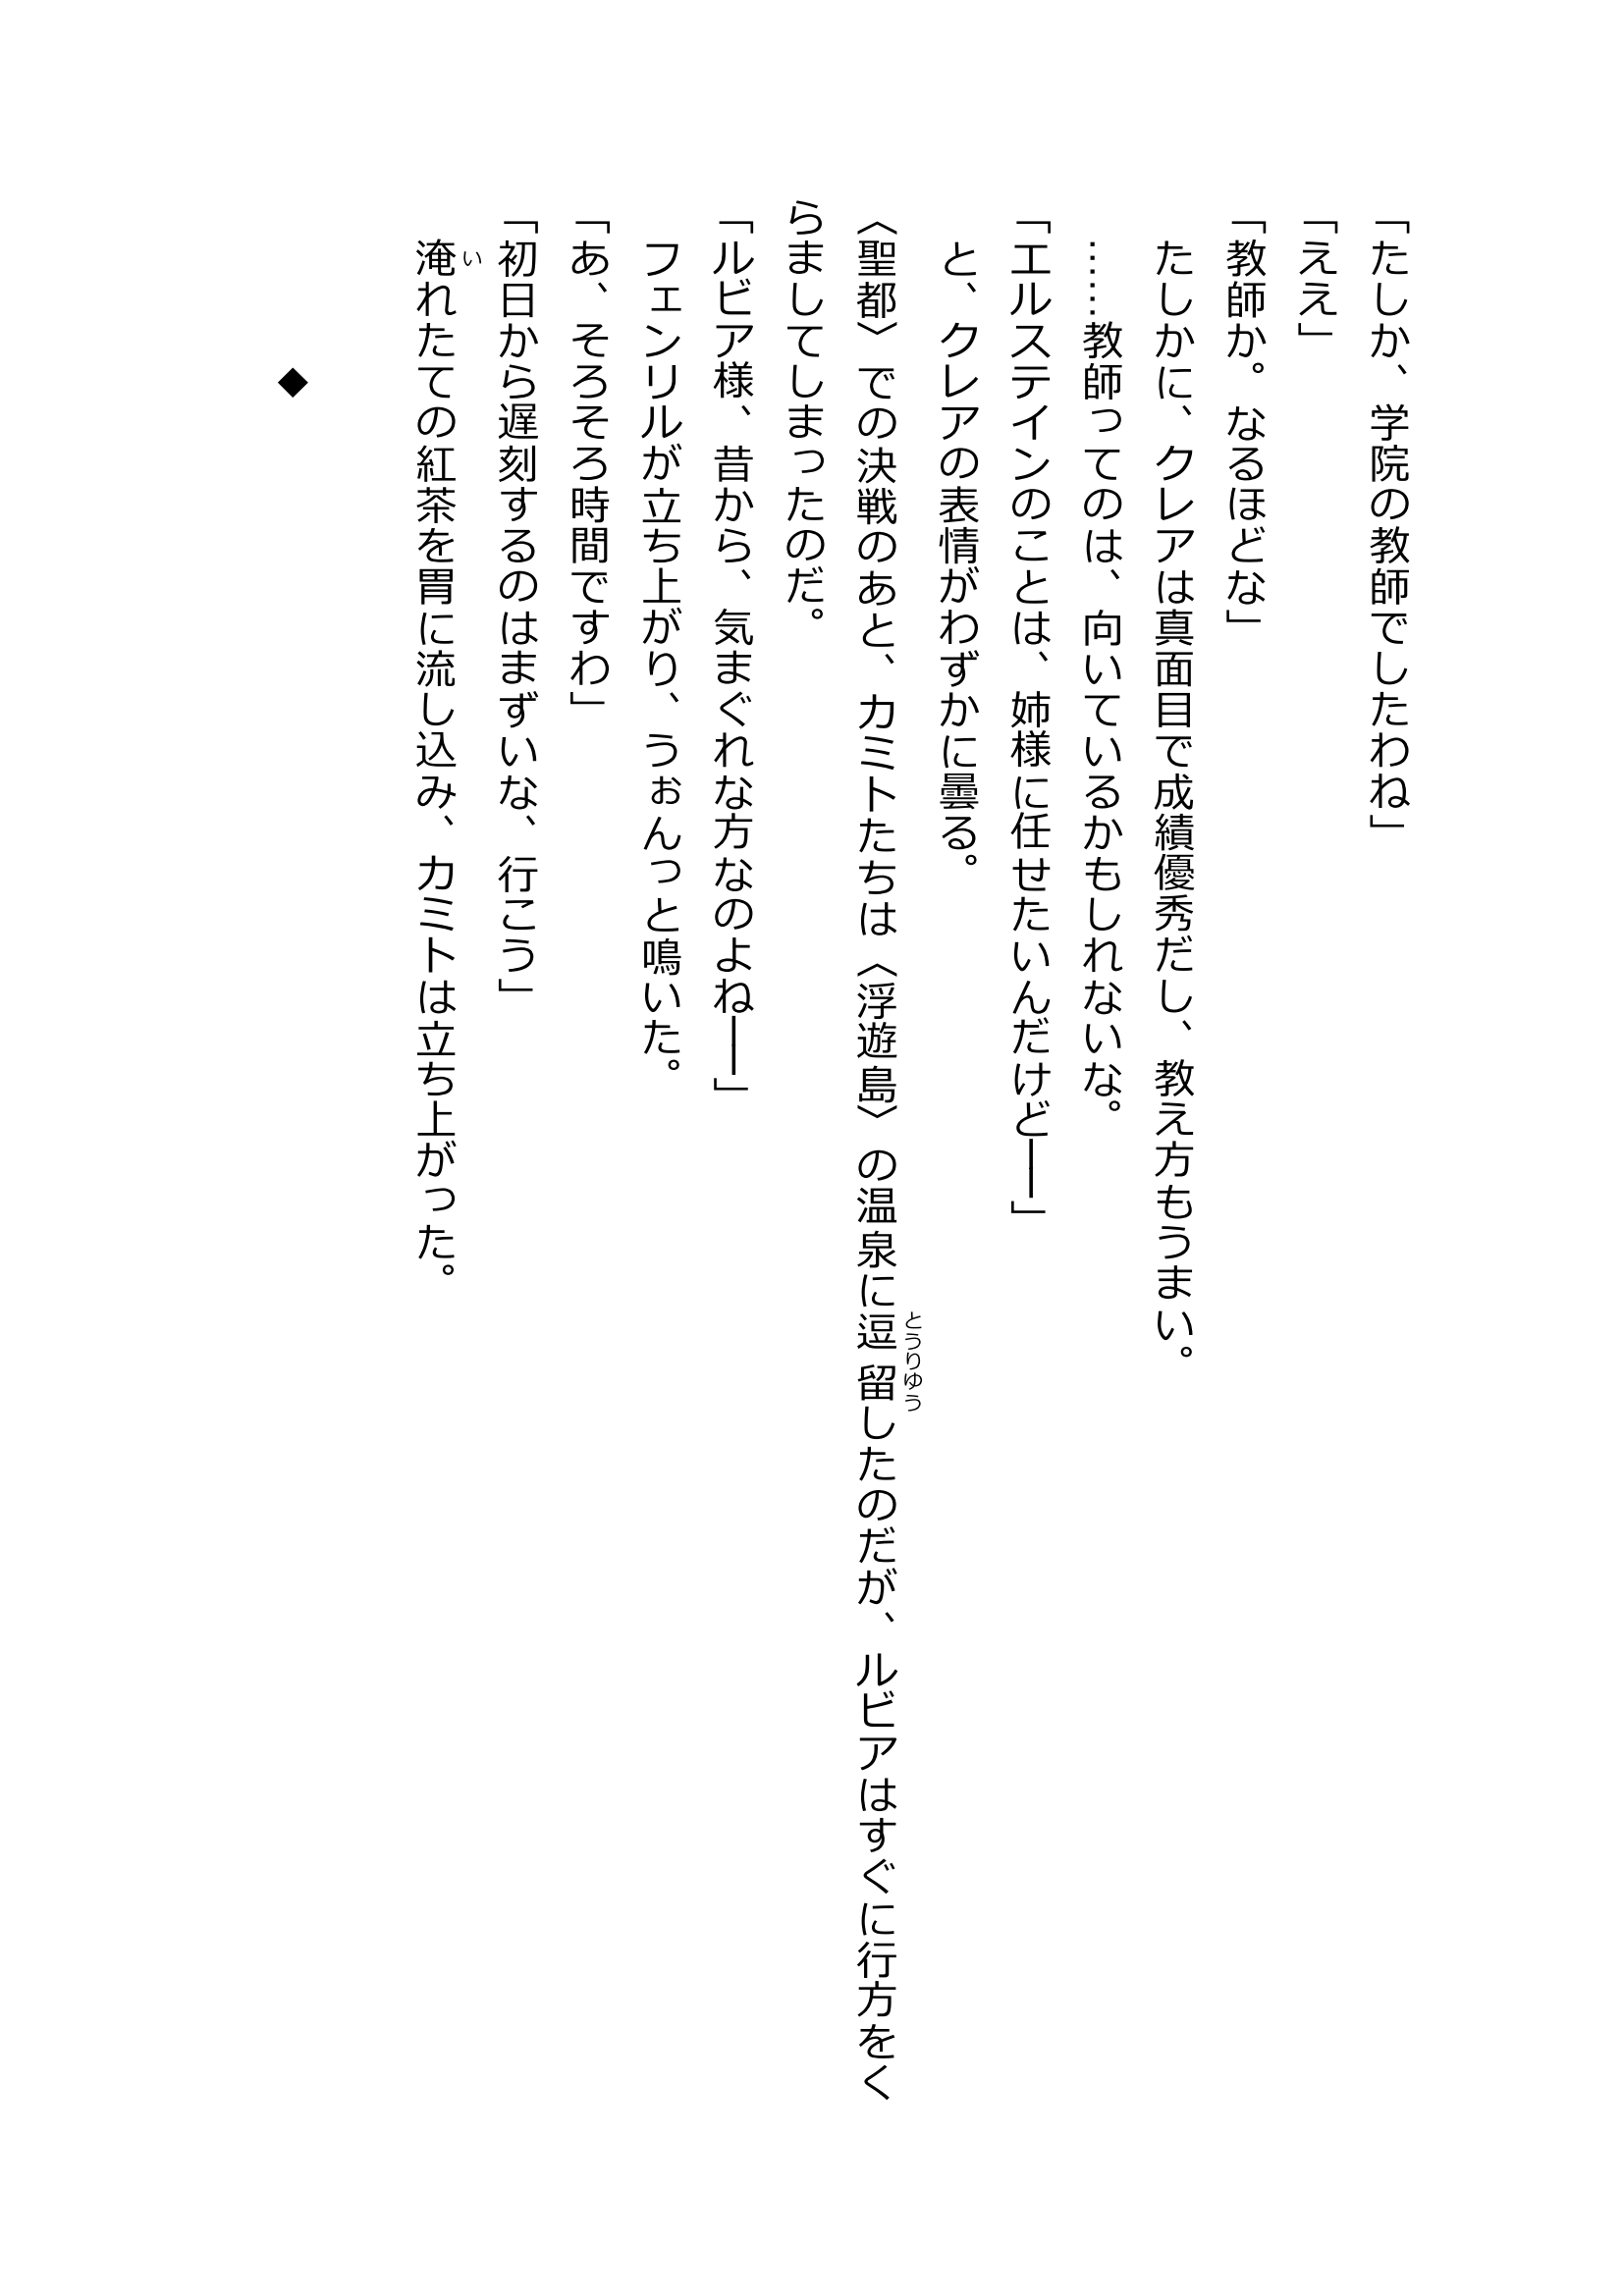 「たしか、学院の教師でしたわね」
「ええ」
「教師か。なるほどな」
　たしかに、クレアは真面目で成績優秀だし、教え方もうまい。
　……教師ってのは、向いているかもしれないな。
「エルステインのことは、姉様に任せたいんだけど――」
　と、クレアの表情がわずかに曇る。
〈聖都〉での決戦のあと、カミトたちは〈浮遊島〉の温泉に逗留したのだが、ルビアはすぐに行方をく
とうりゆう
らましてしまったのだ。
「ルビア様、昔から、気まぐれな方なのよね――」
　フェンリルが立ち上がり、うぉんっと鳴いた。
「あ、そろそろ時間ですわ」
「初日から遅刻するのはまずいな、行こう」
　淹れたての紅茶を胃に流し込み、カミトは立ち上がった。
い
◆